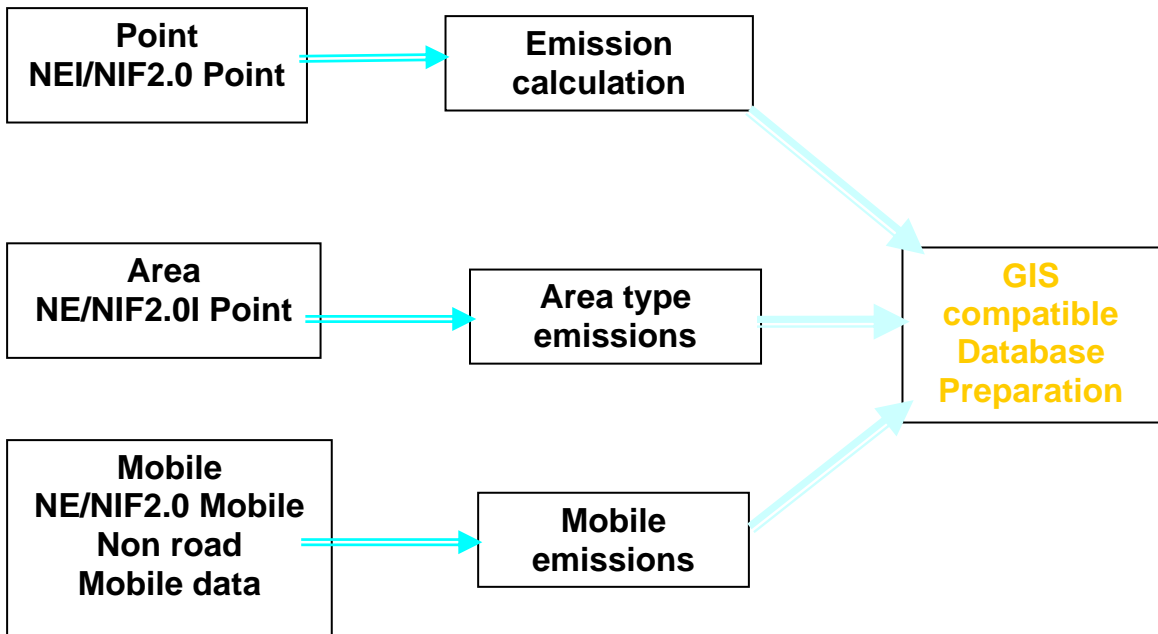 Point
NEI/NIF2.0 Point
Emission
calculation
Area
NE/NIF2.0I Point
Area type
emissions
GIS
compatible
Database
Preparation
Mobile
NE/NIF2.0 Mobile
Non road
Mobile data
Mobile
emissions